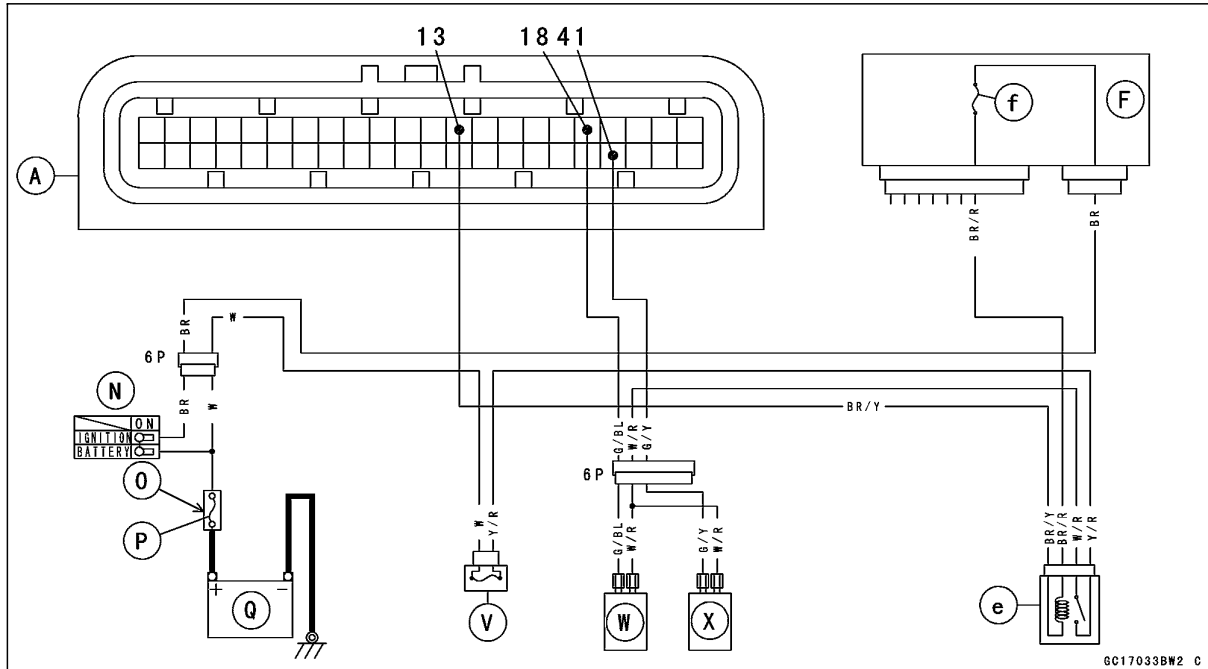 13
18 41
A
f
F
BR/R
BR
BR
W
6P
N
BR
W
ON
IGNITION
BATTERY
O
P
+
-
Q
W
Y/R
V
G/BL
W/R
G/Y
6P
G/BL
W/R
G/Y
W/R
W
X
BR/Y
BR/Y
BR/R
W/R
Y/R
e
GC17033BW2 C